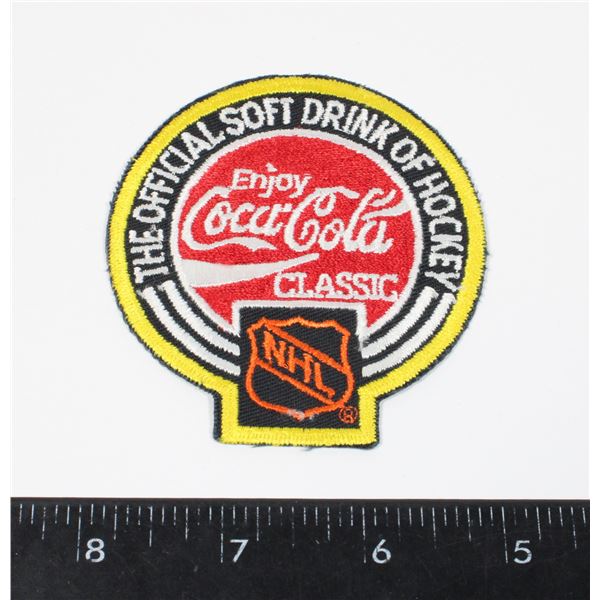 THE OFFICIAL SOFT DRINK OF HOCKEY
Enjoy
Coca-Cola
CLASSIC
NHL
®
8 7 6 5